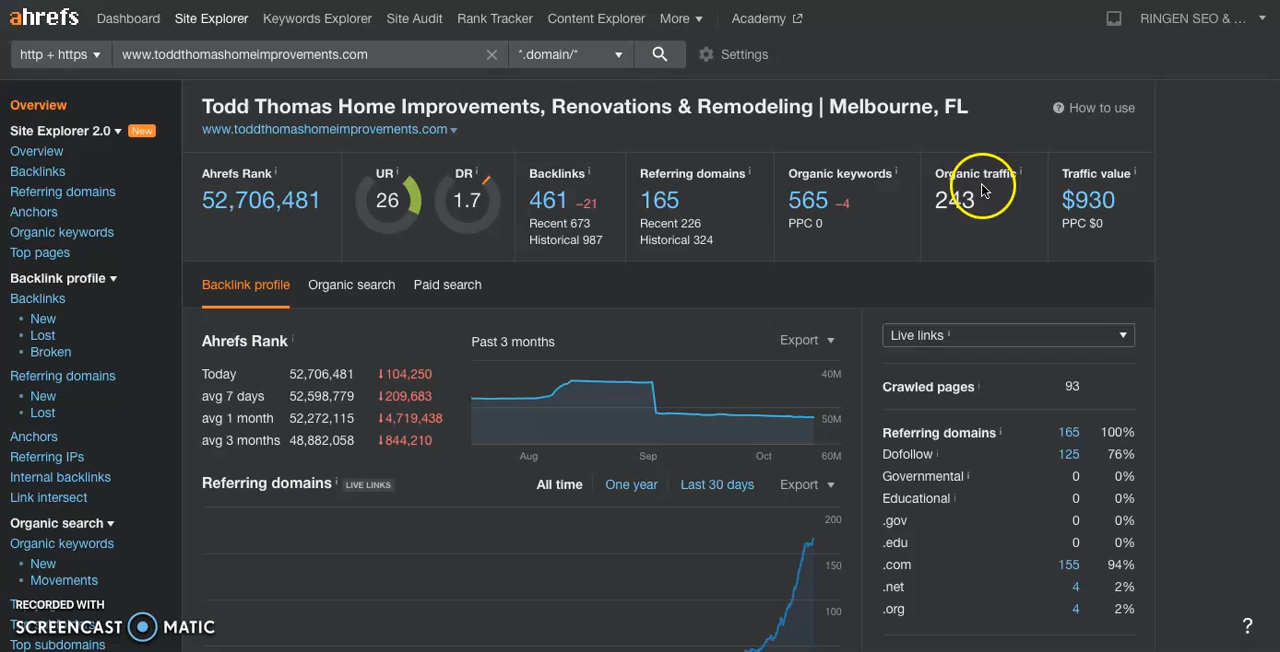 ahrefs Dashboard Site Explorer Keywords Explorer Site Audit Rank Tracker Content Explorer More Academy RINGEN SEO & ...
http + https www.toddthomashomeimprovements.com *.domain/* Settings
Overview
Site Explorer 2.0 New
Overview
Backlinks
Referring domains
Anchors
Organic keywords
Top pages
Backlink profile
Backlinks
New
Lost
Broken
Referring domains
New
Lost
Anchors
Referring IPs
Internal backlinks
Link intersect
Organic search
Organic keywords
New
Movements
Top subdomains
RECORDED WITH
SCREENCAST MATIC
Todd Thomas Home Improvements, Renovations & Remodeling | Melbourne, FL
How to use
www.toddthomashomeimprovements.com
Ahrefs Rank
52,706,481
UR
26
DR
1.7
Backlinks
461 -21
Recent 673
Historical 987
Referring domains
165
Recent 226
Historical 324
Organic keywords
565 -4
PPC 0
Organic traffic
243
Traffic value
$930
PPC $0
Backlink profile Organic search Paid search
Ahrefs Rank
Today 52,706,481 ↓104,250
avg 7 days 52,598,779 ↓209,683
avg 1 month 52,272,115 ↓4,719,438
avg 3 months 48,882,058 ↓844,210
Past 3 months Export
40M
50M
60M
Aug Sep Oct
Referring domains LIVE LINKS All time One year Last 30 days Export
200
150
100
Live links
Crawled pages 93
Referring domains 165 100%
Dofollow 125 76%
Governmental 0 0%
Educational 0 0%
.gov 0 0%
.edu 0 0%
.com 155 94%
.net 4 2%
.org 4 2%
?